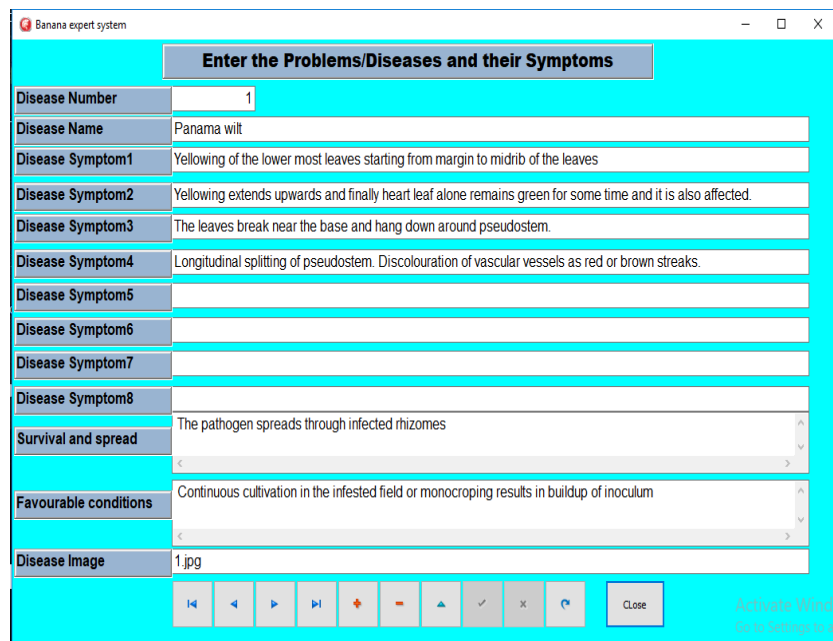 Banana expert system
Enter the Problems/Diseases and their Symptoms
Disease Number 1
Disease Name Panama wilt
Disease Symptom1 Yellowing of the lower most leaves starting from margin to midrib of the leaves
Disease Symptom2 Yellowing extends upwards and finally heart leaf alone remains green for some time and it is also affected.
Disease Symptom3 The leaves break near the base and hang down around pseudostem.
Disease Symptom4 Longitudinal splitting of pseudostem. Discolouration of vascular vessels as red or brown streaks.
Disease Symptom5
Disease Symptom6
Disease Symptom7
Disease Symptom8
Survival and spread The pathogen spreads through infected rhizomes
Favourable conditions Continuous cultivation in the infested field or monocroping results in buildup of inoculum
Disease Image 1.jpg
CLose
Activate Wind
Go to Settings to